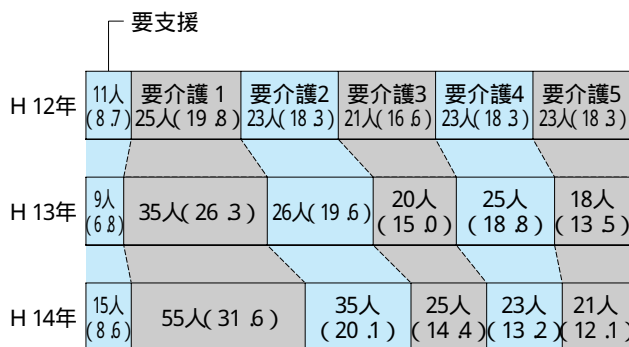 要支援
H 12年
11人
(8.7)
要介護 1
25人( 19 .8)
要介護2
23人( 18 .3)
要介護3
21人( 16 .6)
要介護4
23人( 18 .3)
要介護5
23人( 18 .3)
H 13年
9人
(6.8)
35人( 26 .3)
26人( 19 .6)
20人
( 15 .0)
25人
( 18 .8)
18人
( 13 .5)
H 14年
15人
(8.6)
55人( 31 .6)
35人
( 20 .1)
25人
( 14 .4)
23人
( 13 .2)
21人
( 12 .1)